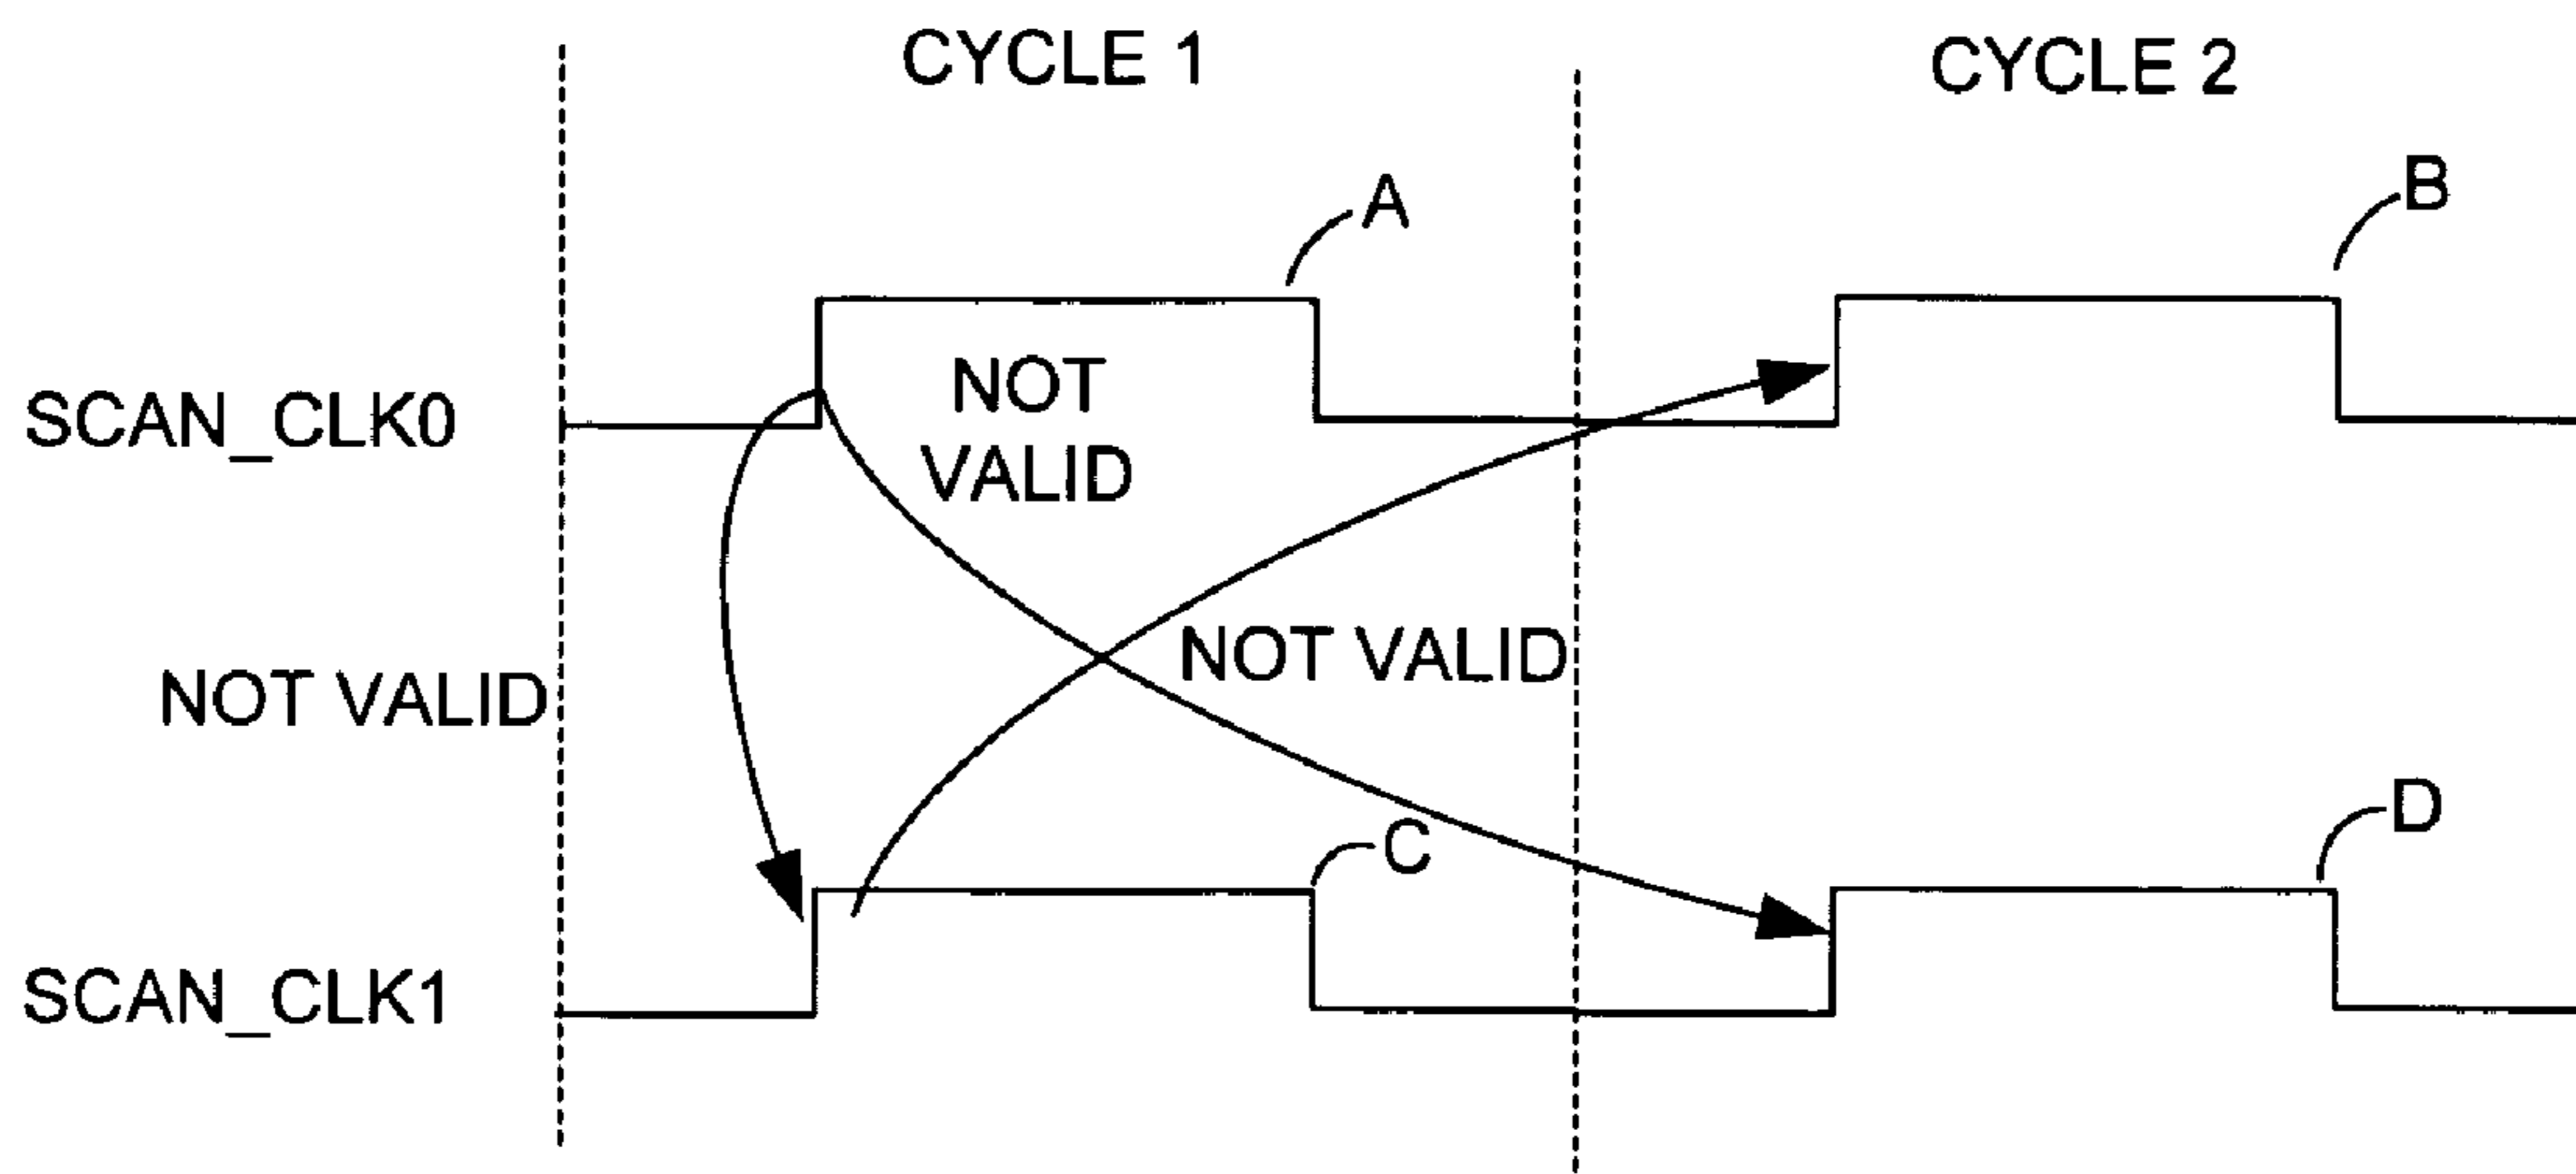 CYCLE 1
CYCLE 2
A
B
NOT
VALID
SCAN_CLK0
NOT VALID
NOT VALID
C
D
SCAN_CLK1